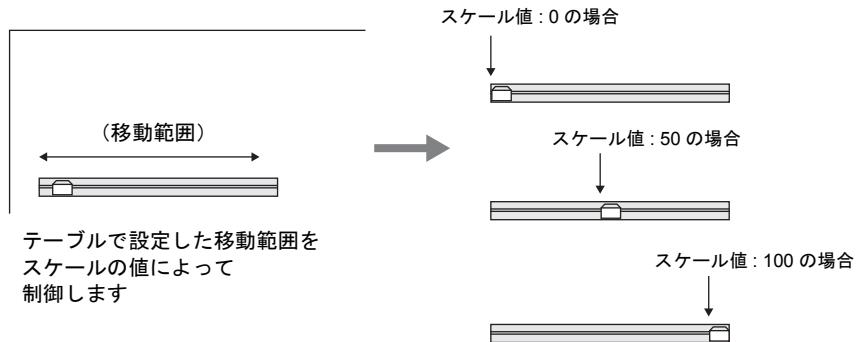 （移動範囲）
テーブルで設定した移動範囲を
スケールの値によって
制御します
スケール値 : 0 の場合
スケール値 : 50 の場合
スケール値 : 100 の場合